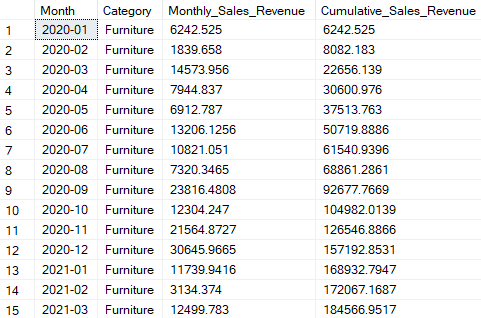 Month Category Monthly_Sales_Revenue Cumulative_Sales_Revenue
1 2020-01 Furniture 6242.525 6242.525
2 2020-02 Furniture 1839.658 8082.183
3 2020-03 Furniture 14573.956 22656.139
4 2020-04 Furniture 7944.837 30600.976
5 2020-05 Furniture 6912.787 37513.763
6 2020-06 Furniture 13206.1256 50719.8886
7 2020-07 Furniture 10821.051 61540.9396
8 2020-08 Furniture 7320.3465 68861.2861
9 2020-09 Furniture 23816.4808 92677.7669
10 2020-10 Furniture 12304.247 104982.0139
11 2020-11 Furniture 21564.8727 126546.8866
12 2020-12 Furniture 30645.9665 157192.8531
13 2021-01 Furniture 11739.9416 168932.7947
14 2021-02 Furniture 3134.374 172067.1687
15 2021-03 Furniture 12499.783 184566.9517